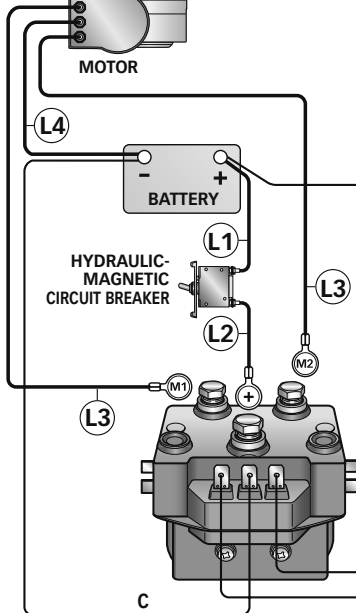 MOTOR
L4
- +
BATTERY
L1
HYDRAULIC-
MAGNETIC
CIRCUIT BREAKER
L3
L2
M2
M1
+
L3
C